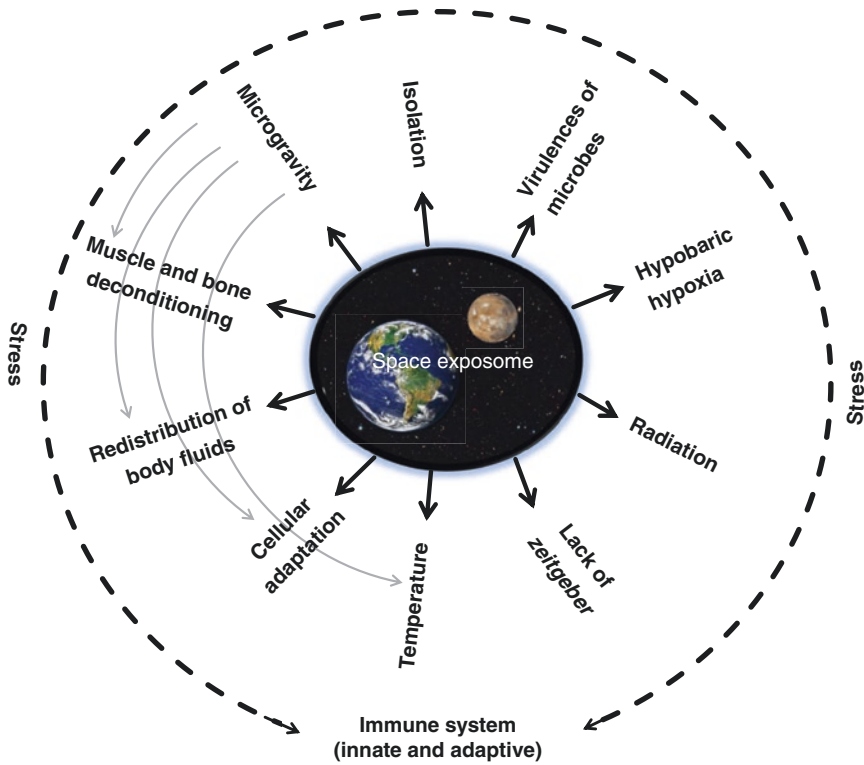 Microgravity
Isolation
Virulences of
microbes
Hypobaric
hypoxia
Radiation
Lack of
zeitgeber
Temperature
Cellular
adaptation
Redistribution of
body fluids
Muscle and bone
deconditioning
Space exposome
Stress
Stress
Immune system
(innate and adaptive)